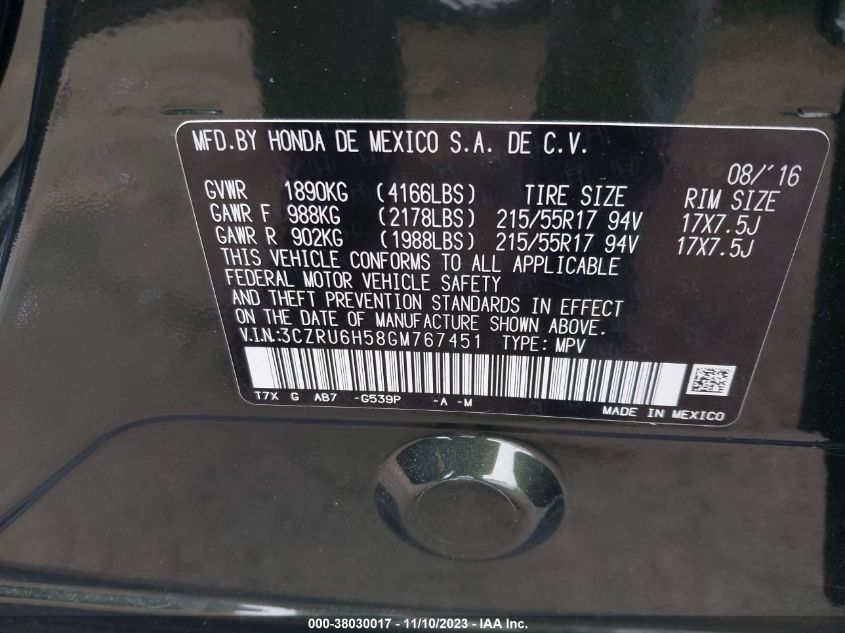 MFD.BY HONDA DE MEXICO S.A. DE C.V.
08/'16
GVWR 1890KG (4166LBS) TIRE SIZE RIM SIZE
GAWR F 988KG (2178LBS) 215/55R17 94V 17X7.5J
GAWR R 902KG (1988LBS) 215/55R17 94V 17X7.5J
THIS VEHICLE CONFORMS TO ALL APPLICABLE
FEDERAL MOTOR VEHICLE SAFETY
AND THEFT PREVENTION STANDARDS IN EFFECT
ON THE DATE OF MANUFACTURE SHOWN ABOVE.
V.I.N.:3CZRU6H58GM767451 TYPE: MPV
T7X G AB7 -G539P -A -M
MADE IN MEXICO
000-38030017 - 11/10/2023 - IAA Inc.